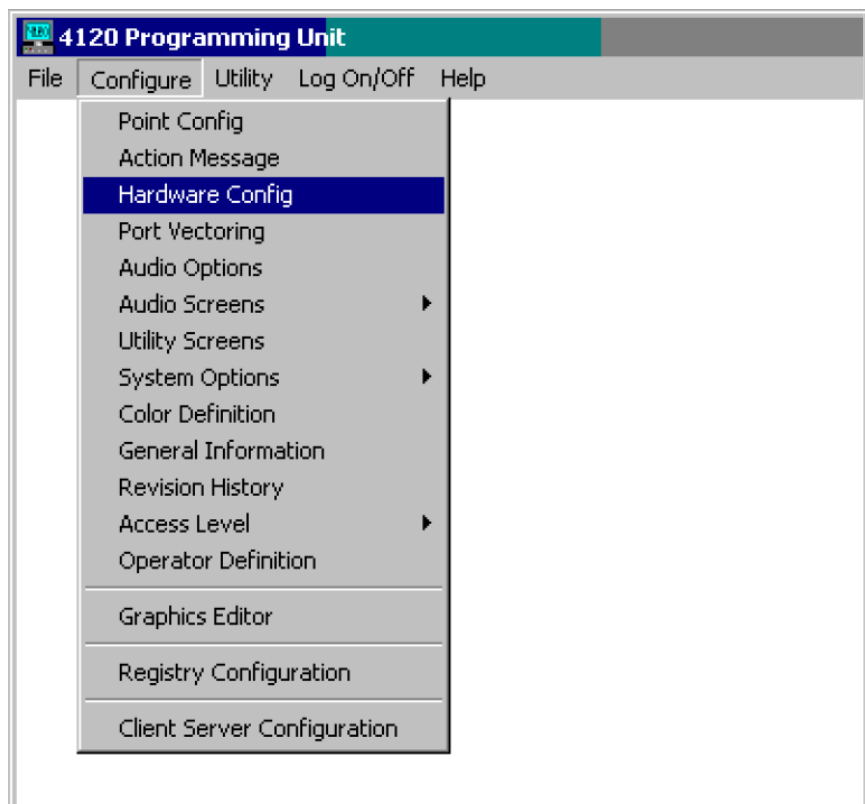 4120 Programming Unit
File Configure Utility Log On/Off Help
Point Config
Action Message
Hardware Config
Port Vectoring
Audio Options
Audio Screens
Utility Screens
System Options
Color Definition
General Information
Revision History
Access Level
Operator Definition
Graphics Editor
Registry Configuration
Client Server Configuration